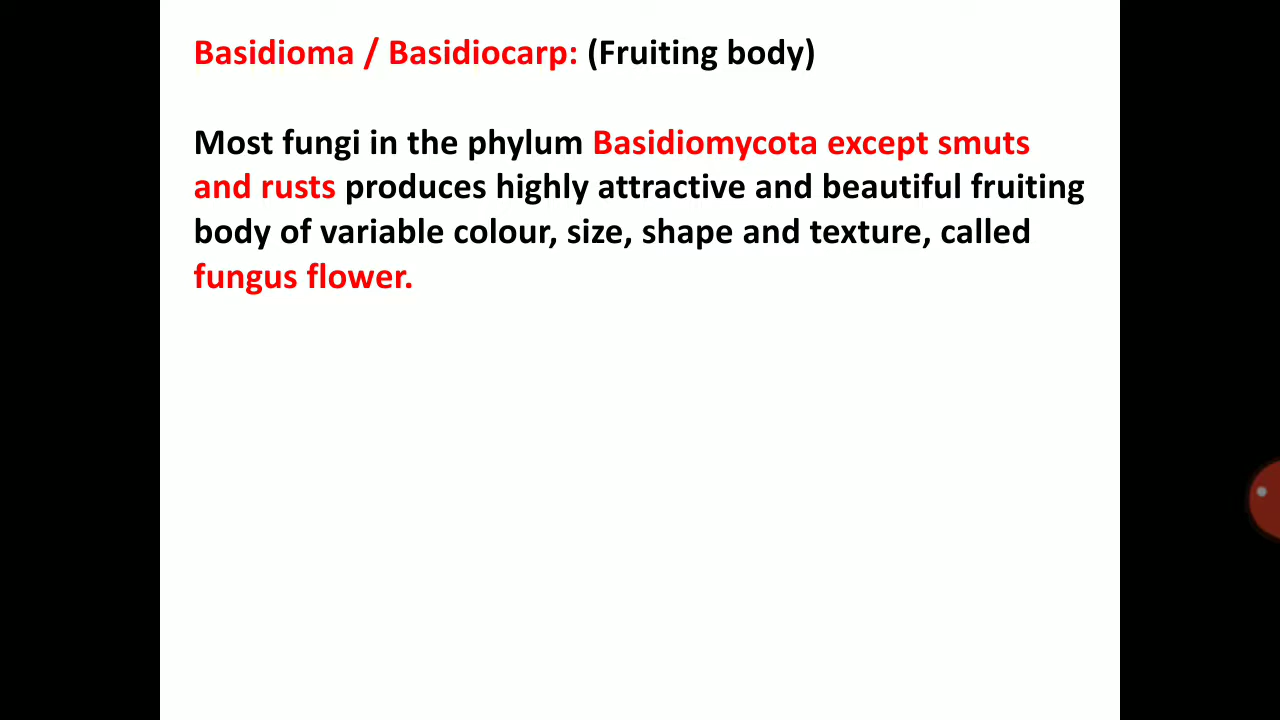 Basidioma / Basidiocarp: (Fruiting body)
Most fungi in the phylum Basidiomycota except smuts
and rusts produces highly attractive and beautiful fruiting
body of variable colour, size, shape and texture, called
fungus flower.